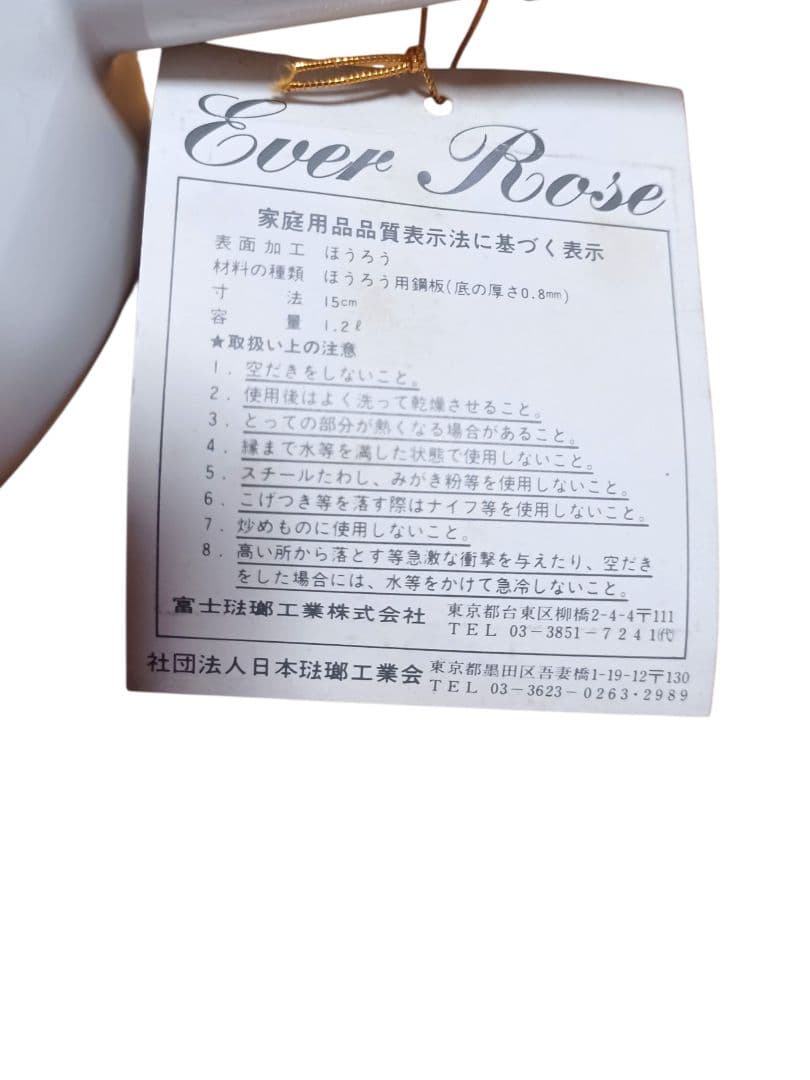 Ever Rose
家庭用品品質表示法に基づく表示
表面加工 ほうろう
材料の種類 ほうろう用鋼板(底の厚さ0.8㎜)
寸法 15cm
容量 1.2ℓ
★取扱い上の注意
1. 空だきをしないこと。
2. 使用後はよく洗って乾燥させること。
3. とっての部分が熱くなる場合があること。
4. 縁まで水等を満した状態で使用しないこと。
5. スチールたわし、みがき粉等を使用しないこと。
6. こげつき等を落す際はナイフ等を使用しないこと。
7. 炒めものに使用しないこと。
8. 高い所から落とす等急激な衝撃を与えたり、空だき
をした場合には、水等をかけて急冷しないこと。
富士琺瑯工業株式会社 東京都台東区柳橋2-4-4〒111
TEL 03-3851-7241㈹
社団法人日本琺瑯工業会 東京都墨田区吾妻橋1-19-12〒130
TEL 03-3623-0263・2989